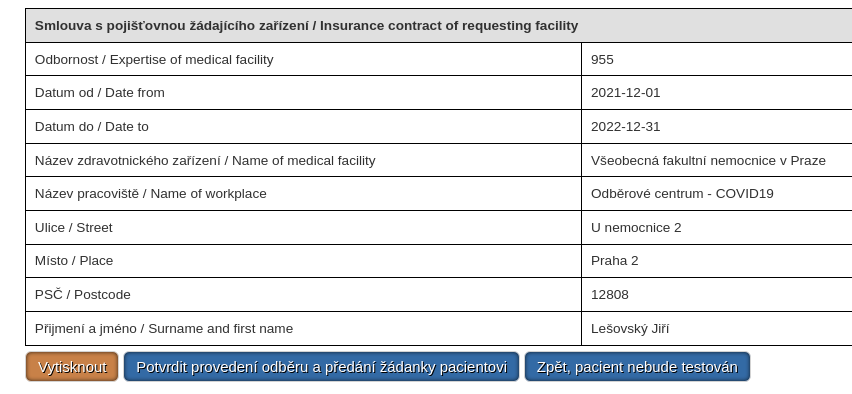 Smlouva s pojišťovnou žádajícího zařízení / Insurance contract of requesting facility
Odbornost / Expertise of medical facility 955
Datum od / Date from 2021-12-01
Datum do / Date to 2022-12-31
Název zdravotnického zařízení / Name of medical facility Všeobecná fakultní nemocnice v Praze
Název pracoviště / Name of workplace Odběrové centrum - COVID19
Ulice / Street U nemocnice 2
Místo / Place Praha 2
PSČ / Postcode 12808
Přijmení a jméno / Surname and first name Lešovský Jiří
Vytisknout Potvrdit provedení odběru a předání žádanky pacientovi Zpět, pacient nebude testován